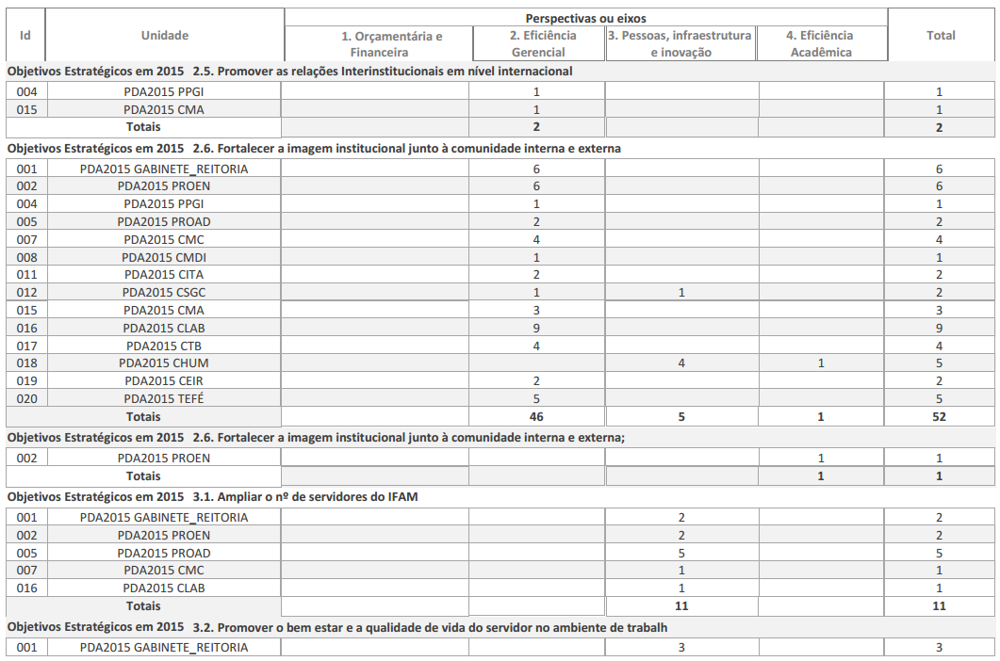 Id Unidade Perspectivas ou eixos Total
1. Orçamentária e Financeira 2. Eficiência Gerencial 3. Pessoas, infraestrutura e inovação 4. Eficiência Acadêmica
Objetivos Estratégicos em 2015 2.5. Promover as relações Interinstitucionais em nível internacional
004 PDA2015 PPGI 1 1
015 PDA2015 CMA 1 1
Totais 2 2
Objetivos Estratégicos em 2015 2.6. Fortalecer a imagem institucional junto à comunidade interna e externa
001 PDA2015 GABINETE_REITORIA 6 6
002 PDA2015 PROEN 6 6
004 PDA2015 PPGI 1 1
005 PDA2015 PROAD 2 2
007 PDA2015 CMC 4 4
008 PDA2015 CMDI 1 1
011 PDA2015 CITA 2 2
012 PDA2015 CSGC 1 1 2
015 PDA2015 CMA 3 3
016 PDA2015 CLAB 9 9
017 PDA2015 CTB 4 4
018 PDA2015 CHUM 4 1 5
019 PDA2015 CEIR 2 2
020 PDA2015 TEFÉ 5 5
Totais 46 5 1 52
Objetivos Estratégicos em 2015 2.6. Fortalecer a imagem institucional junto à comunidade interna e externa;
002 PDA2015 PROEN 1 1
Totais 1 1
Objetivos Estratégicos em 2015 3.1. Ampliar o nº de servidores do IFAM
001 PDA2015 GABINETE_REITORIA 2 2
002 PDA2015 PROEN 2 2
005 PDA2015 PROAD 5 5
007 PDA2015 CMC 1 1
016 PDA2015 CLAB 1 1
Totais 11 11
Objetivos Estratégicos em 2015 3.2. Promover o bem estar e a qualidade de vida do servidor no ambiente de trabalh
001 PDA2015 GABINETE_REITORIA 3 3